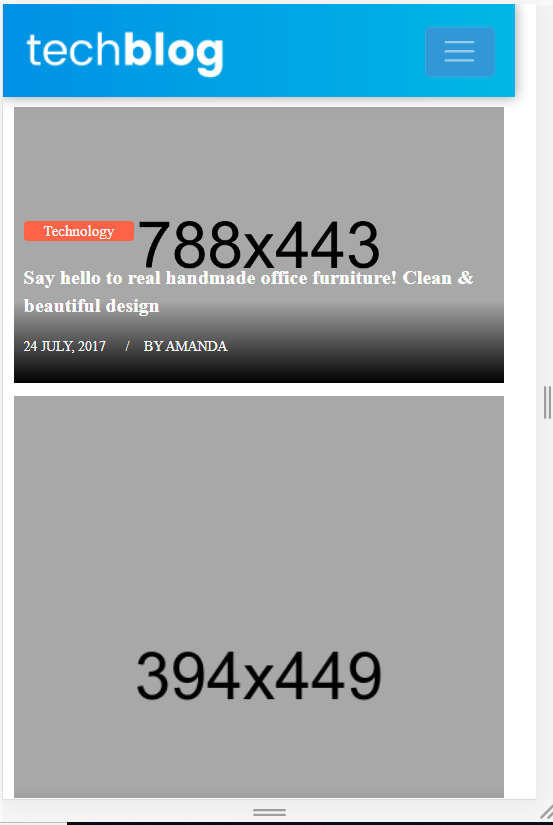 techblog
788x443
Technology
Say hello to real handmade office furniture! Clean &
beautiful design
24 JULY, 2017 / BY AMANDA
394x449